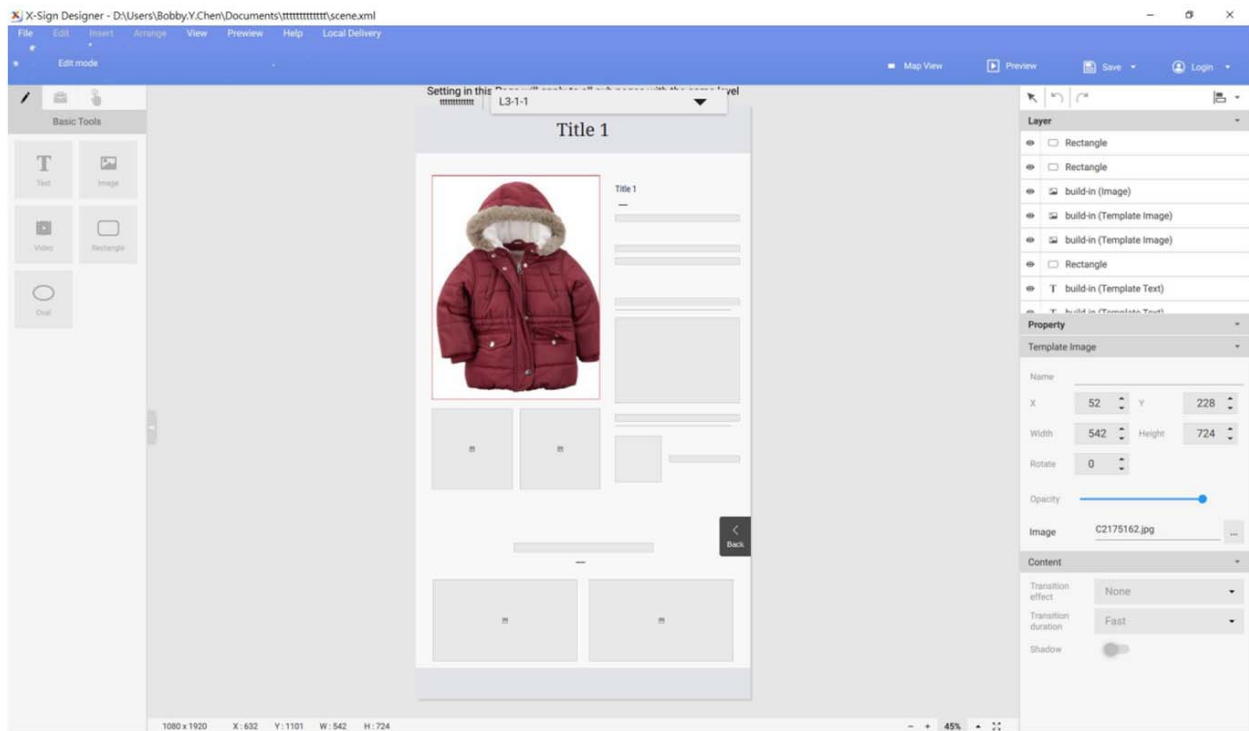 X-Sign Designer - D:\Users\Bobby.Y.Chen\Documents\ttttttttttttt\scene.xml
File Edit Insert Arrange View Prewiew Help Local Delivery
Edit mode
Map View Preview Save Login
Basic Tools
Text Image
Video Rectangle
Oval
Setting in this
L3-1-1
Title 1
Title 1
Back
Layer
Rectangle
Rectangle
build-in (Image)
build-in (Template Image)
build-in (Template Image)
Rectangle
T build-in (Template Text)
Property
Template Image
Name
X 52 Y 228
Width 542 Height 724
Rotate 0
Opacity
Image C2175162.jpg ...
Content
Transition effect None
Transition duration Fast
Shadow
1080 x 1920 X : 632 Y : 1101 W : 542 H : 724
- + 45%